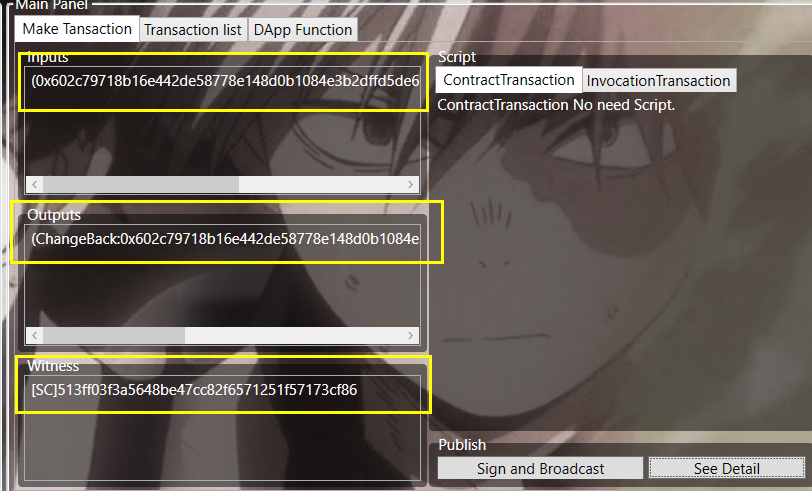 Main Panel
Make Tansaction
Transaction list
DApp Function
Inputs
(0x602c79718b16e442de58778e148d0b1084e3b2dffd5de6
Outputs
(ChangeBack:0x602c79718b16e442de58778e148d0b1084e
Witness
[SC]513ff03f3a5648be47cc82f6571251f57173cf86
Script
ContractTransaction
InvocationTransaction
ContractTransaction No need Script.
Publish
Sign and Broadcast
See Detail